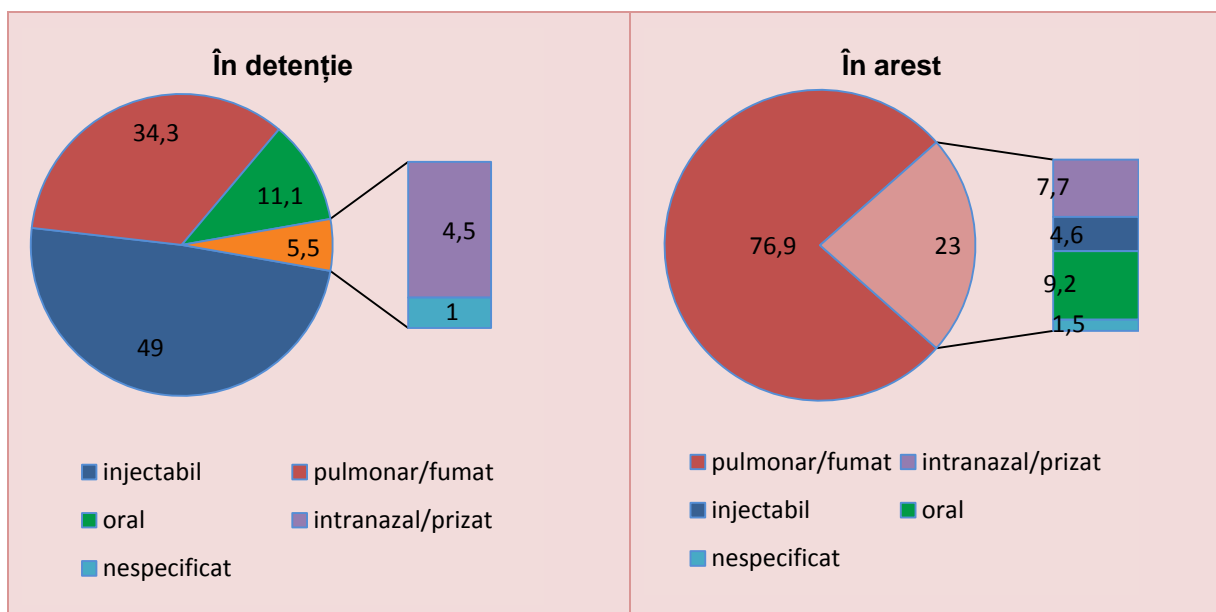 În detenție
34,3
11,1
5,5
49
4,5
1
injectabil pulmonar/fumat
oral intranazal/prizat
nespecificat
În arest
76,9
23
7,7
4,6
9,2
1,5
pulmonar/fumat intranazal/prizat
injectabil oral
nespecificat